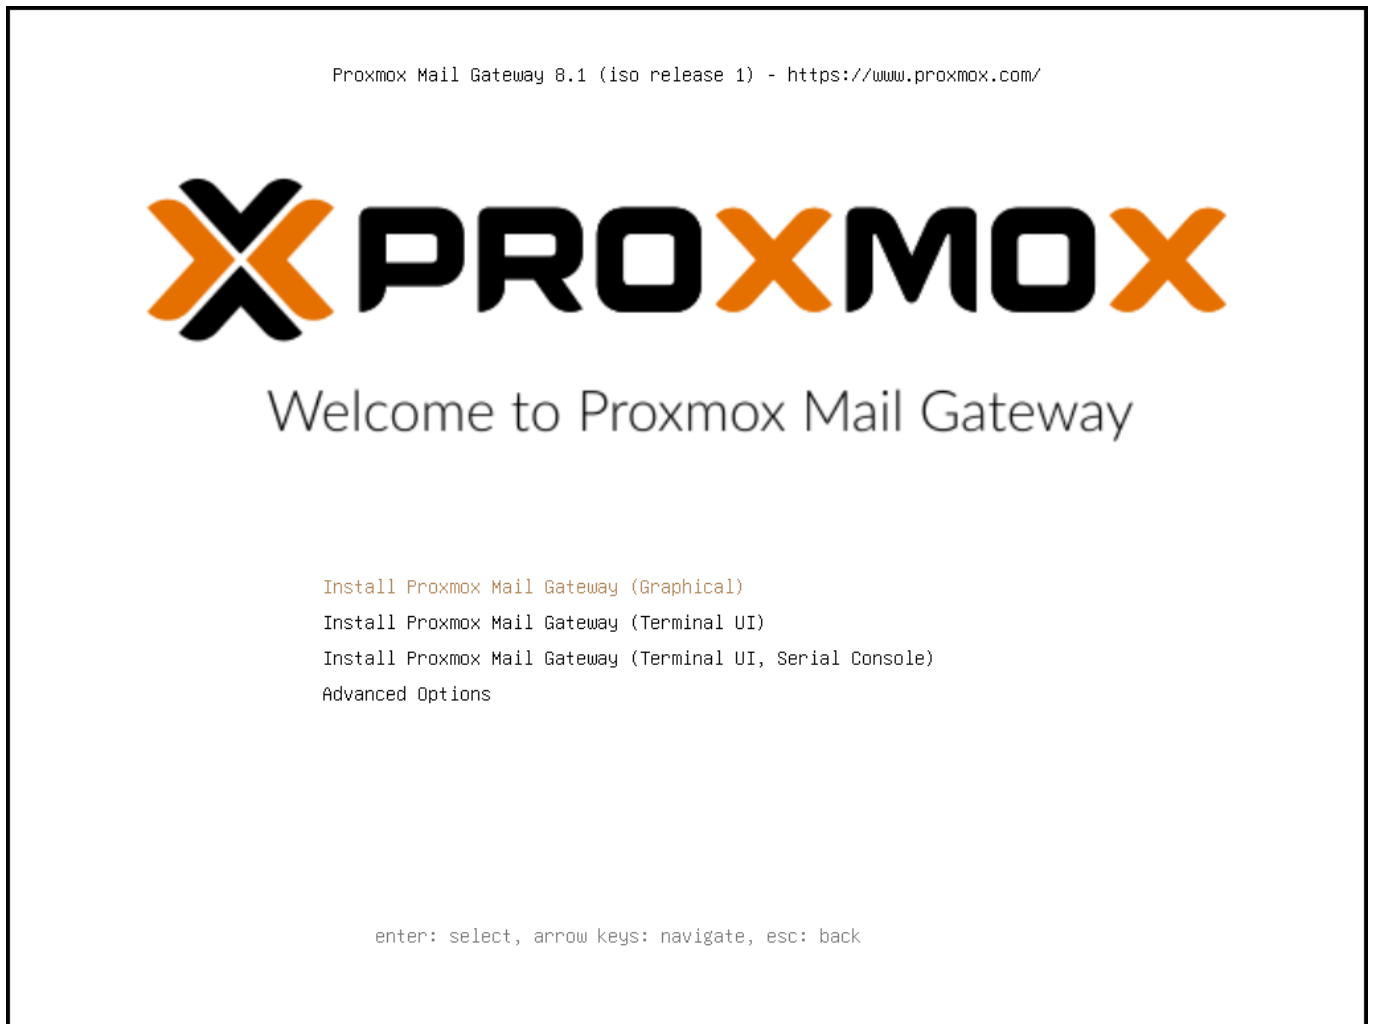 Proxmox Mail Gateway 8.1 (iso release 1) - https://www.proxmox.com/
PROXMOX
Welcome to Proxmox Mail Gateway
Install Proxmox Mail Gateway (Graphical)
Install Proxmox Mail Gateway (Terminal UI)
Install Proxmox Mail Gateway (Terminal UI, Serial Console)
Advanced Options
enter: select, arrow keys: navigate, esc: back